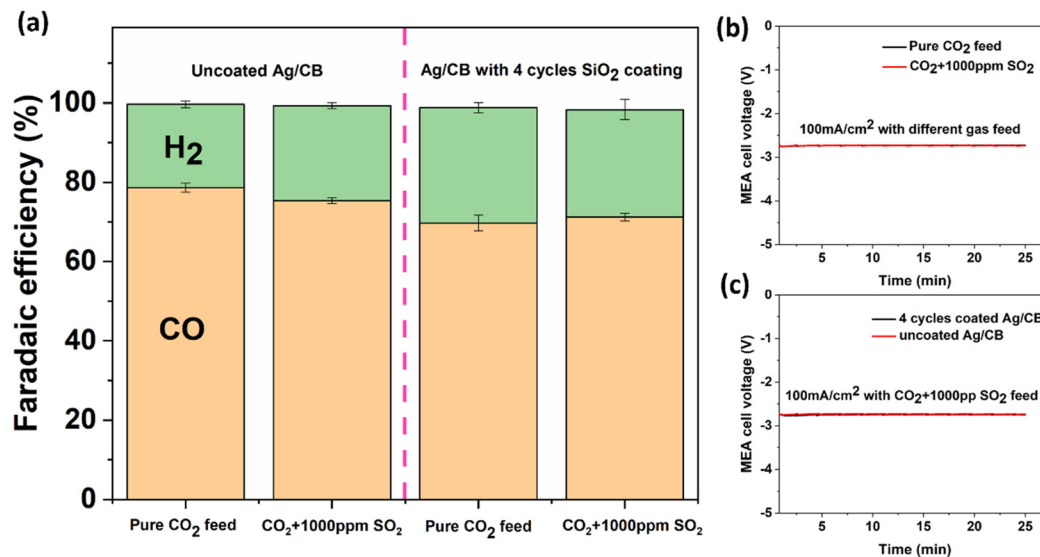 (a)
Uncoated Ag/CB
Ag/CB with 4 cycles SiO2 coating
Faradaic efficiency (%)
100
80
60
40
20
0
H2
CO
Pure CO2 feed
CO2+1000ppm SO2
Pure CO2 feed
CO2+1000ppm SO2
(b)
MEA cell voltage (V)
0
-1
-2
-3
-4
-5
Pure CO2 feed
CO2+1000ppm SO2
100mA/cm2 with different gas feed
5
10
15
20
25
Time (min)
(c)
MEA cell voltage (V)
0
-1
-2
-3
-4
-5
4 cycles coated Ag/CB
uncoated Ag/CB
100mA/cm2 with CO2+1000pp SO2 feed
5
10
15
20
25
Time (min)